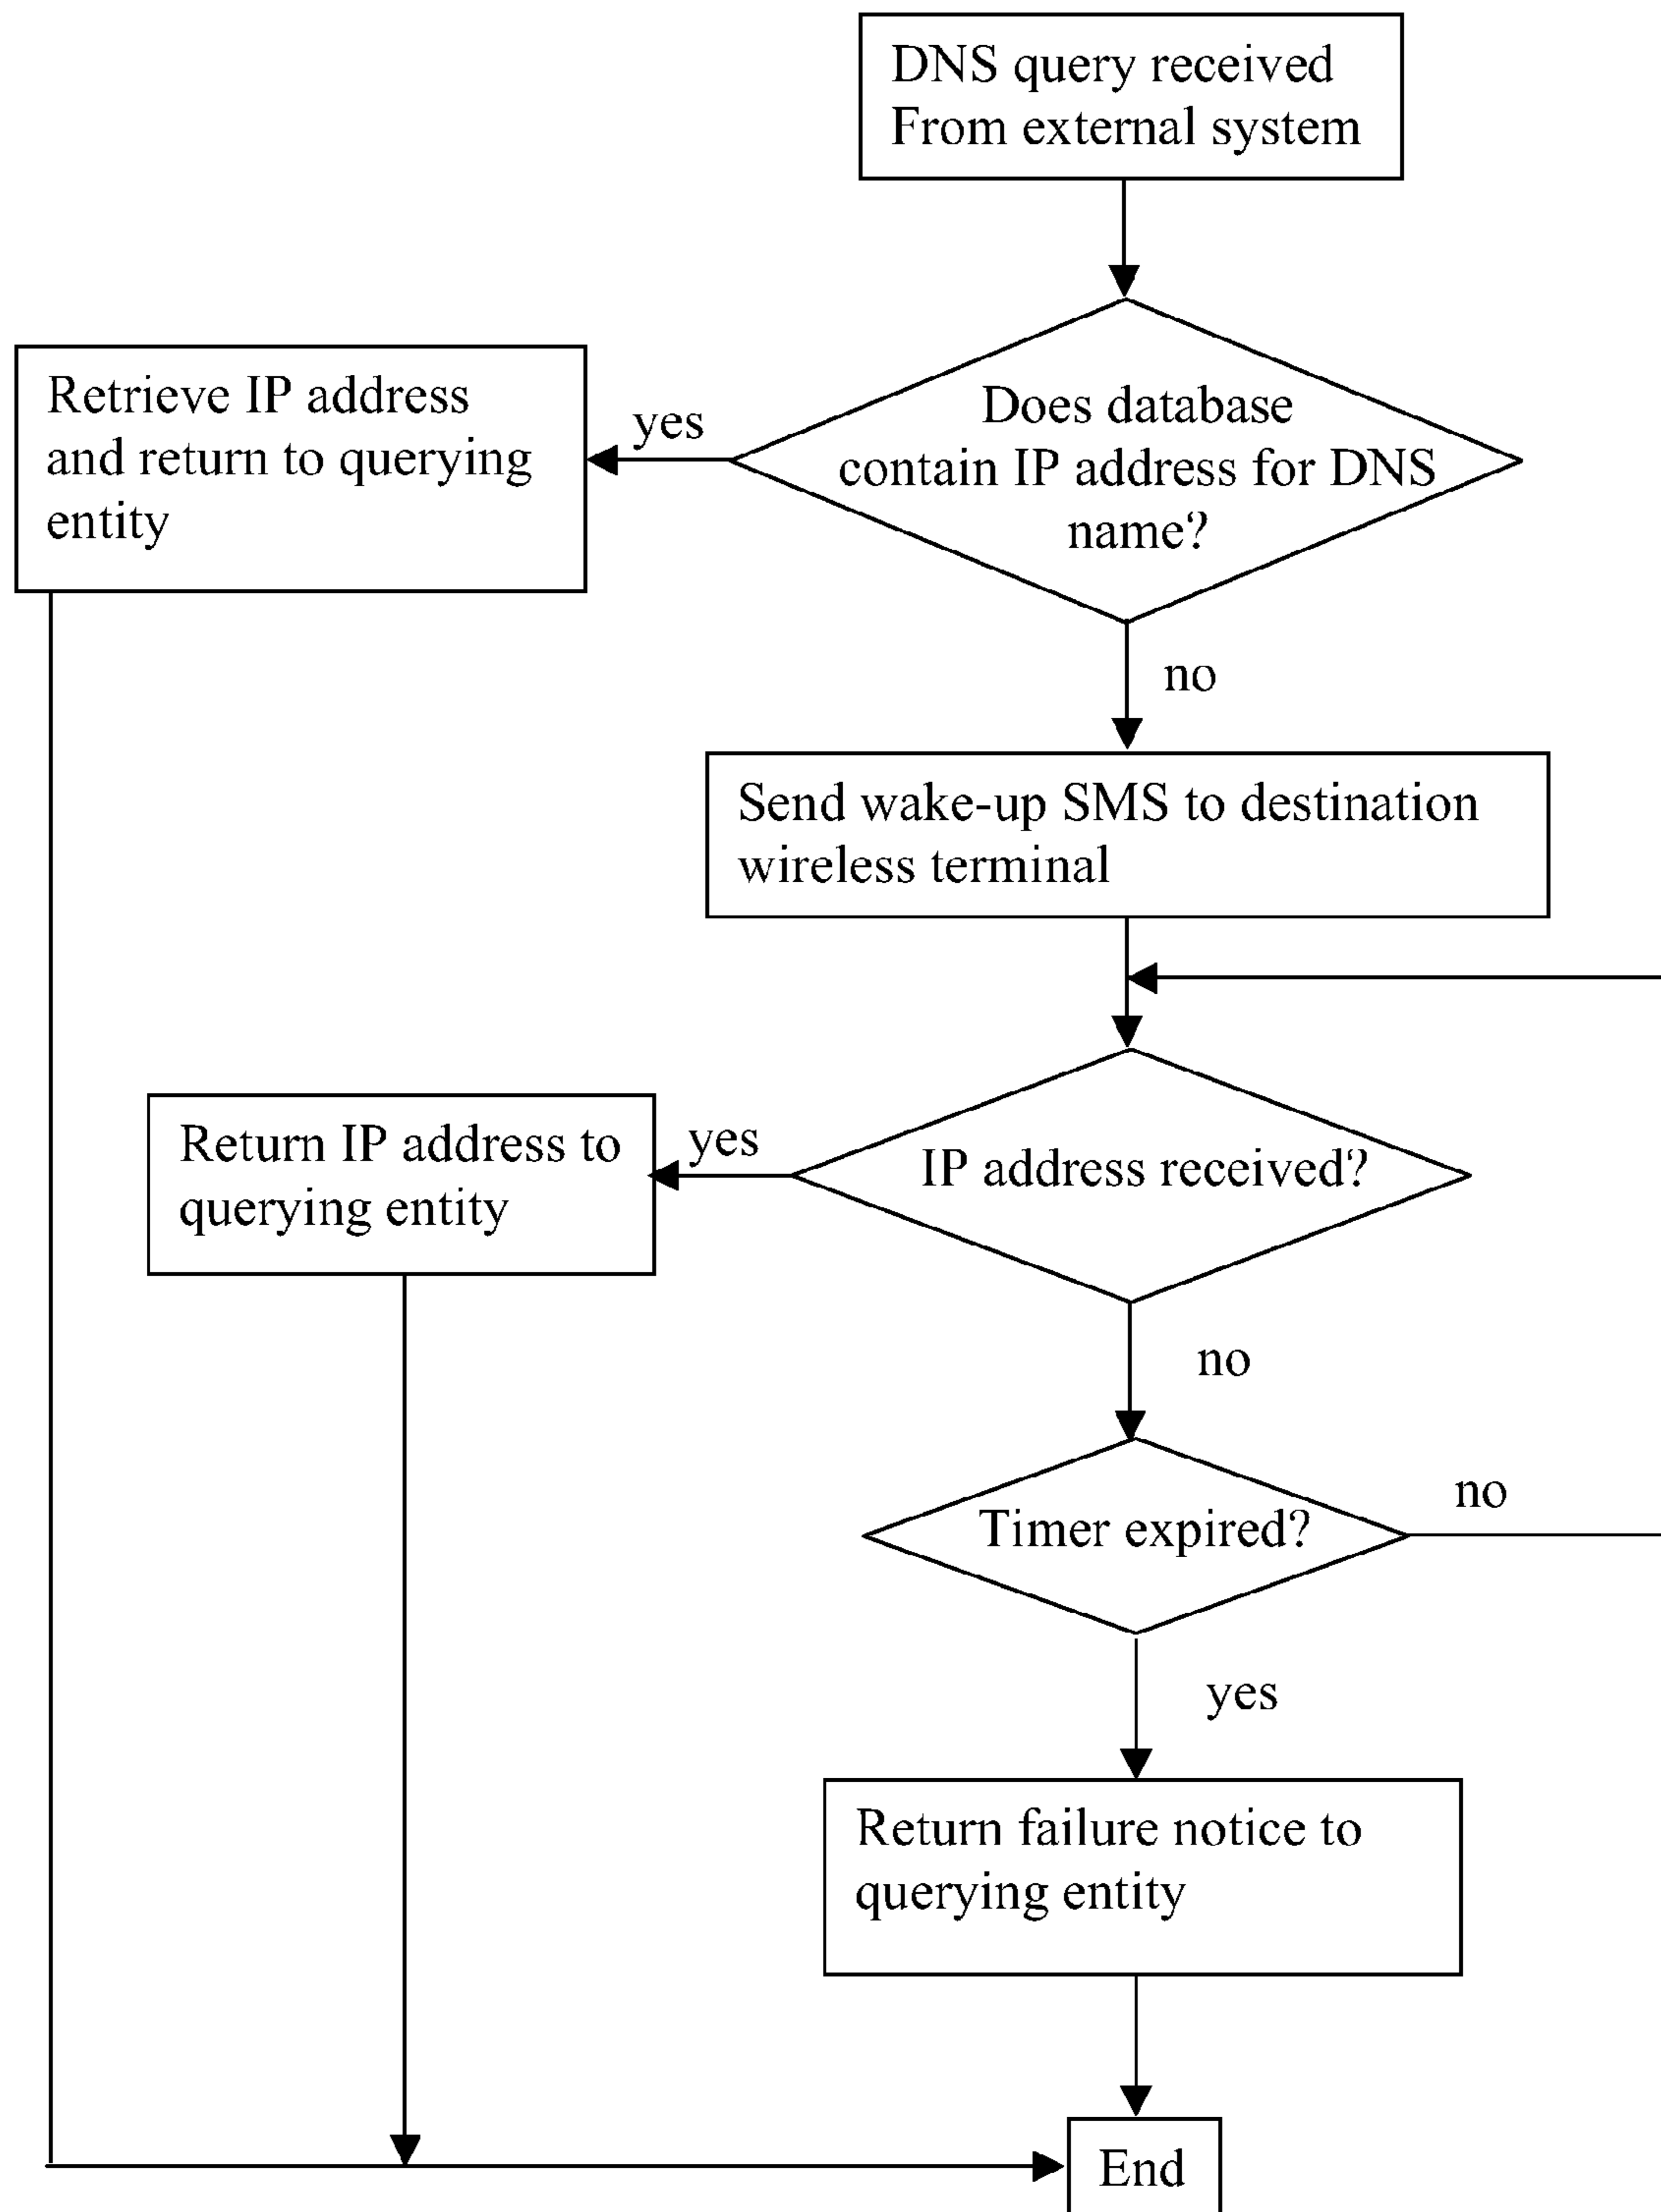 DNS query received
From external system
Does database
contain IP address for DNS
name?
yes
Retrieve IP address
and return to querying
entity
no
Send wake-up SMS to destination
wireless terminal
IP address received?
yes
Return IP address to
querying entity
no
Timer expired?
no
yes
Return failure notice to
querying entity
End